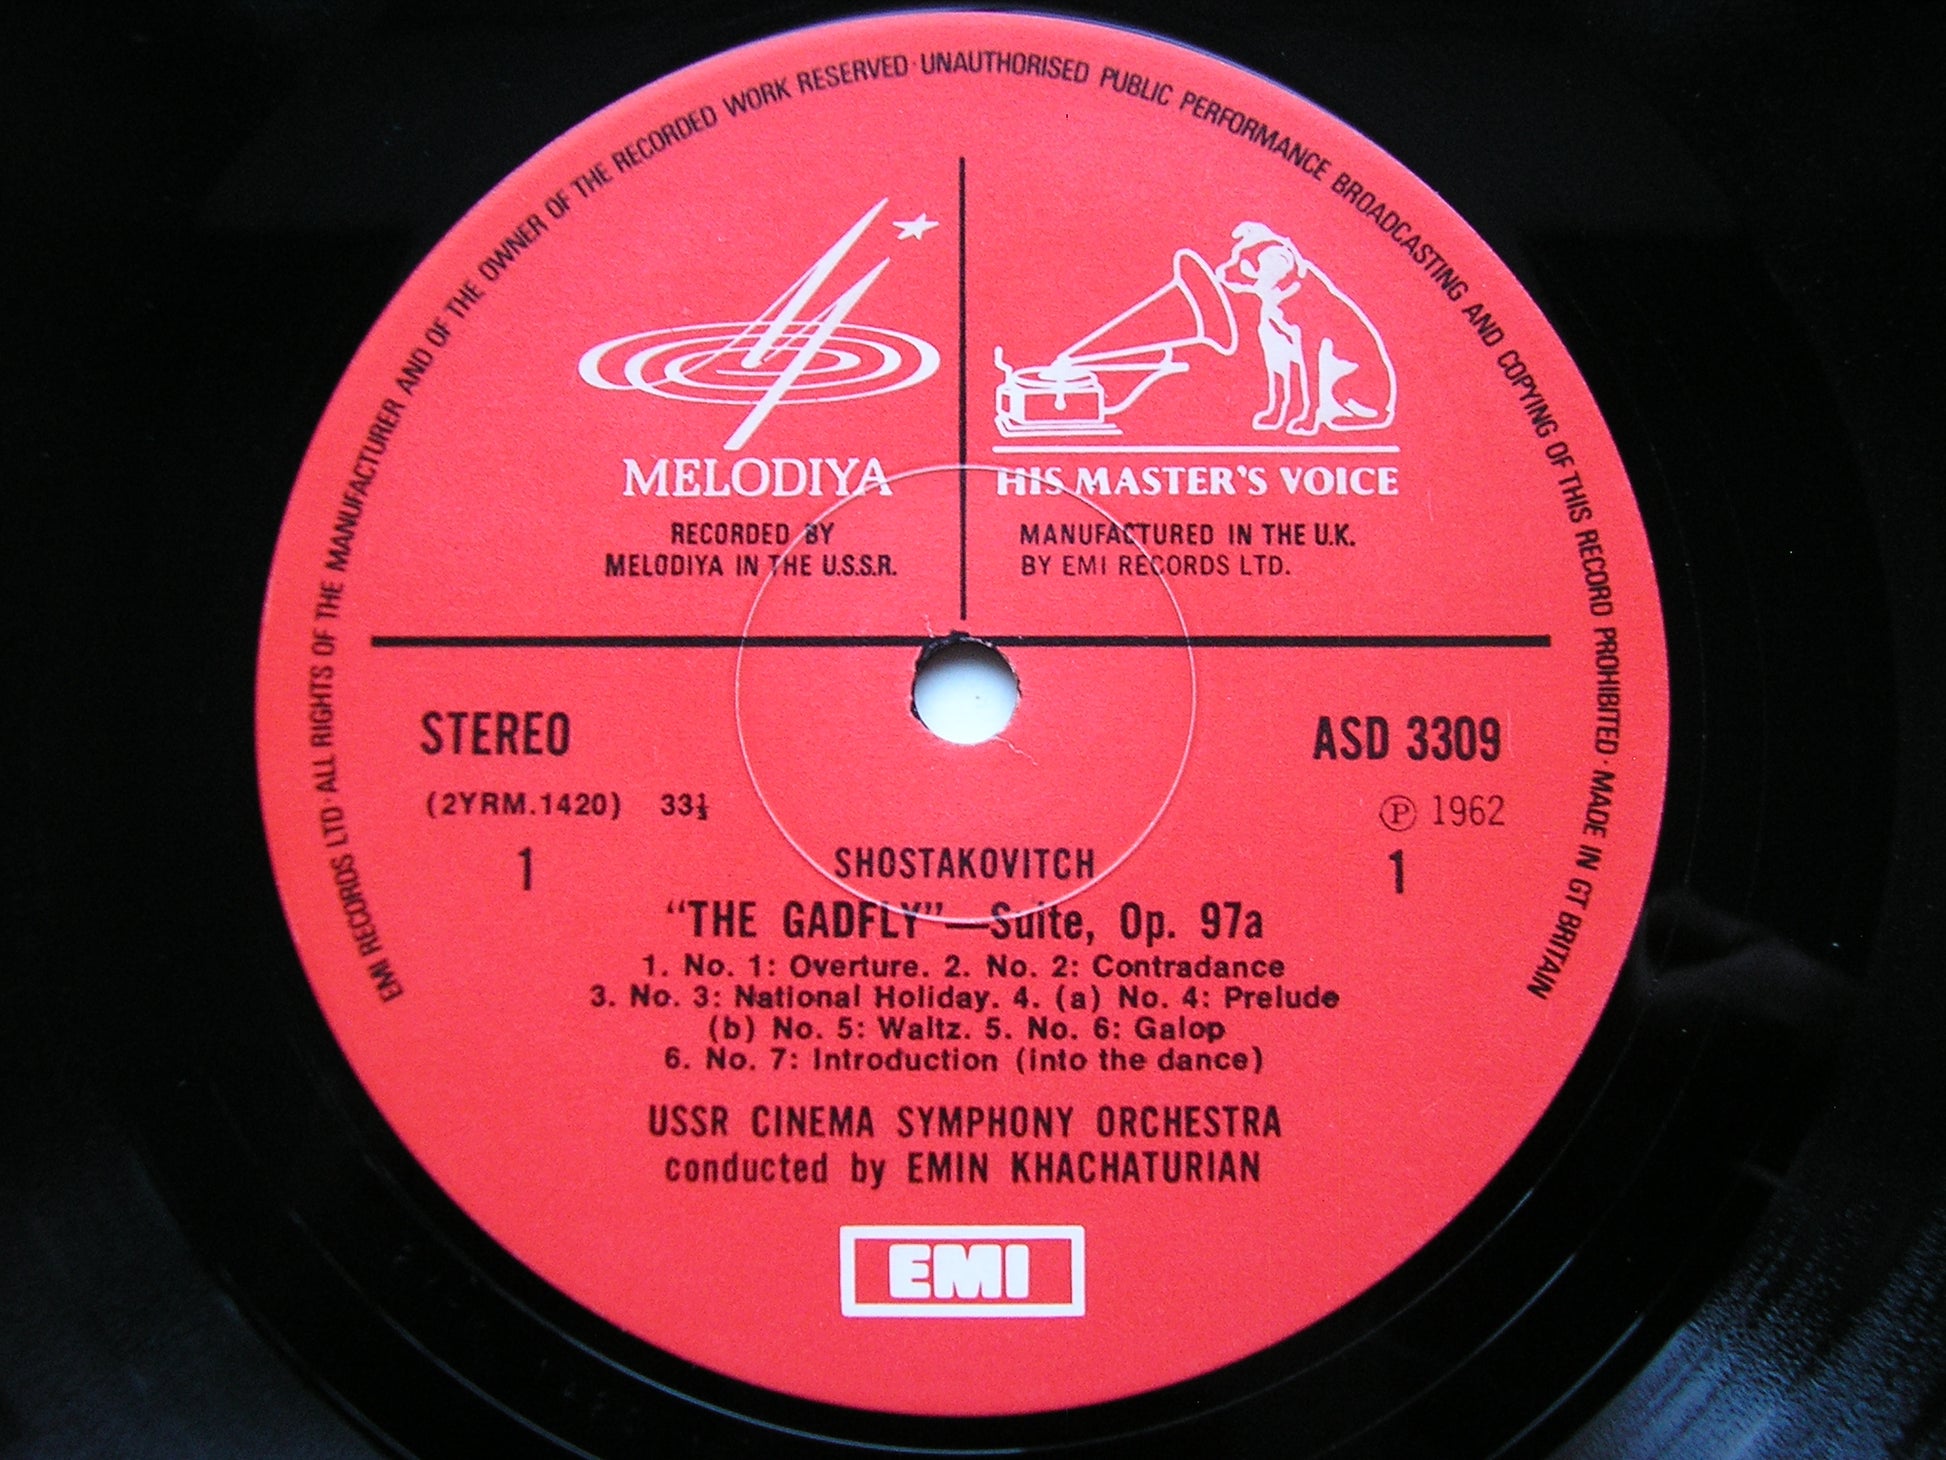 EMI RECORDS LTD · ALL RIGHTS OF THE MANUFACTURER AND OF THE OWNER OF THE RECORDED WORK RESERVED · UNAUTHORISED PUBLIC PERFORMANCE BROADCASTING AND COPYING OF THIS RECORD PROHIBITED · MADE IN GT BRITAIN
MELODIYA
HIS MASTER'S VOICE
RECORDED BY
MELODIYA IN THE U.S.S.R.
MANUFACTURED IN THE U.K.
BY EMI RECORDS LTD.
STEREO
ASD 3309
(2YRM.1420) 33⅓
Ⓟ 1962
1
1
SHOSTAKOVITCH
“THE GADFLY”—Suite, Op. 97a
1. No. 1: Overture. 2. No. 2: Contradance
3. No. 3: National Holiday. 4. (a) No. 4: Prelude
(b) No. 5: Waltz. 5. No. 6: Galop
6. No. 7: Introduction (into the dance)
USSR CINEMA SYMPHONY ORCHESTRA
conducted by EMIN KHACHATURIAN
EMI